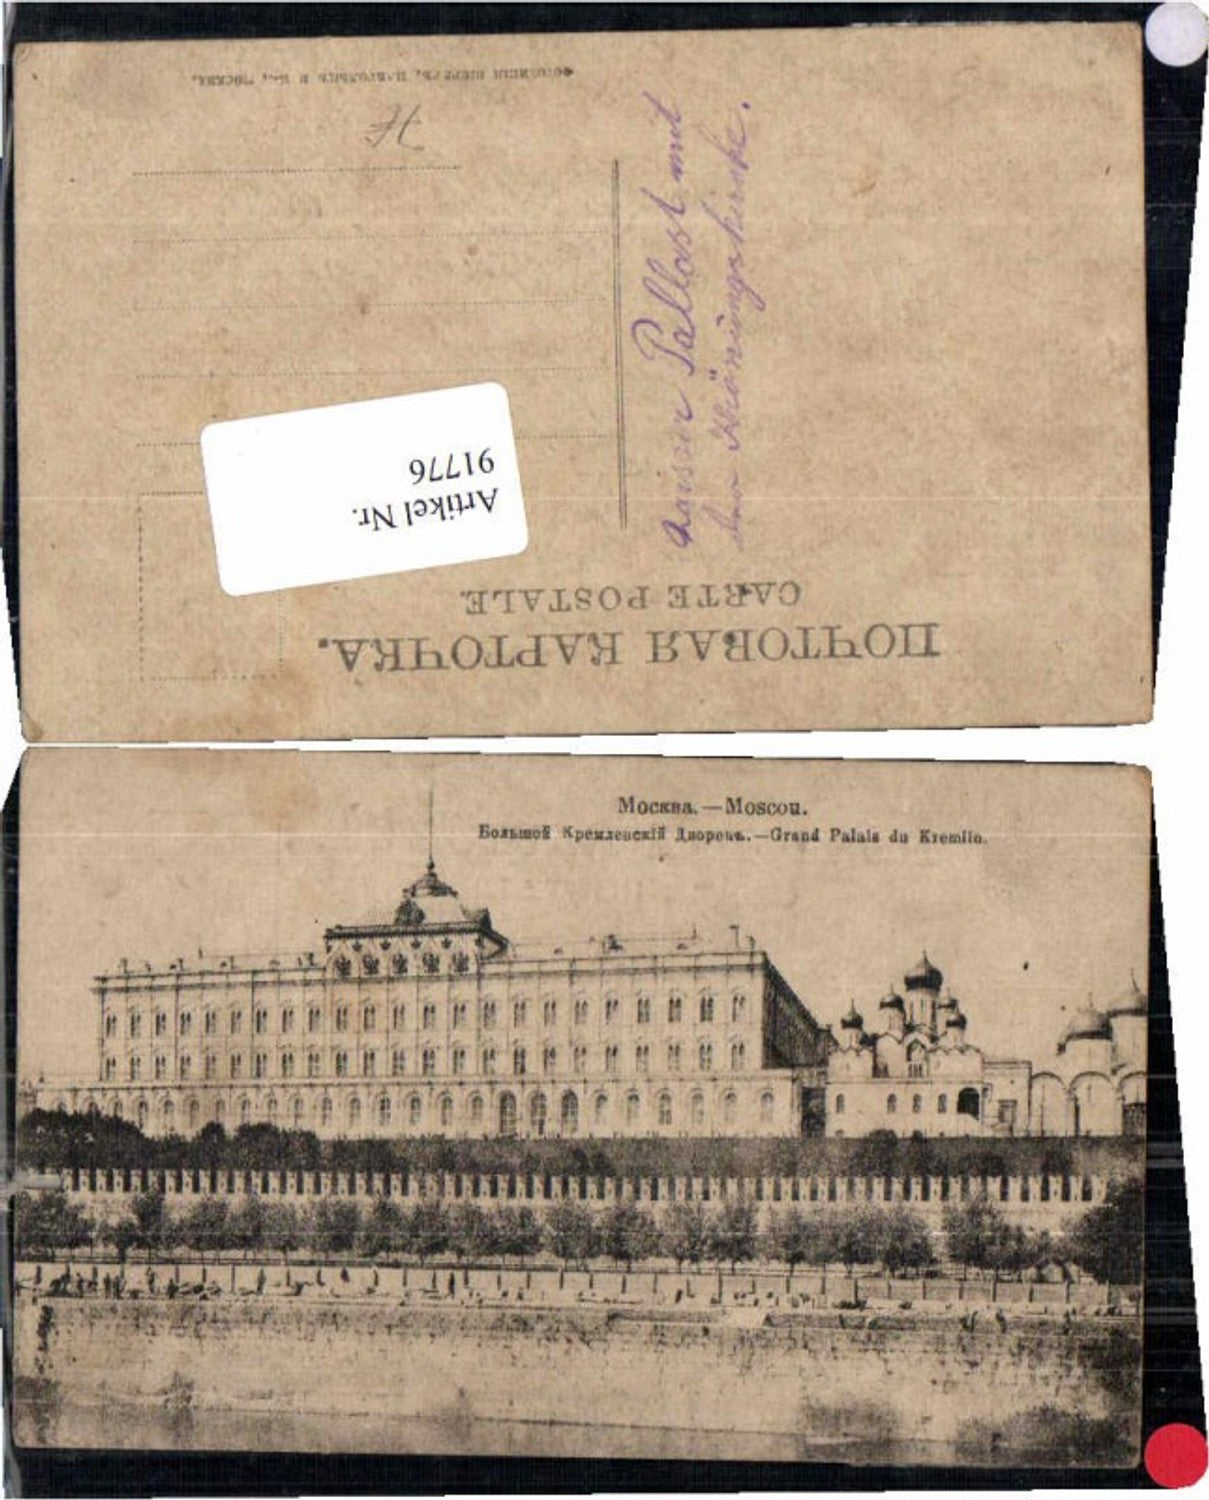 ПОЧТОВАЯ КАРТОЧКА.
CARTE POSTALE.
Artikel Nr.
91776
Kaiser Pallast mit
der Krönungskirche.
Москва.—Moscou.
Большой Кремлевскій Дворецъ.—Grand Palais du Kremlin.